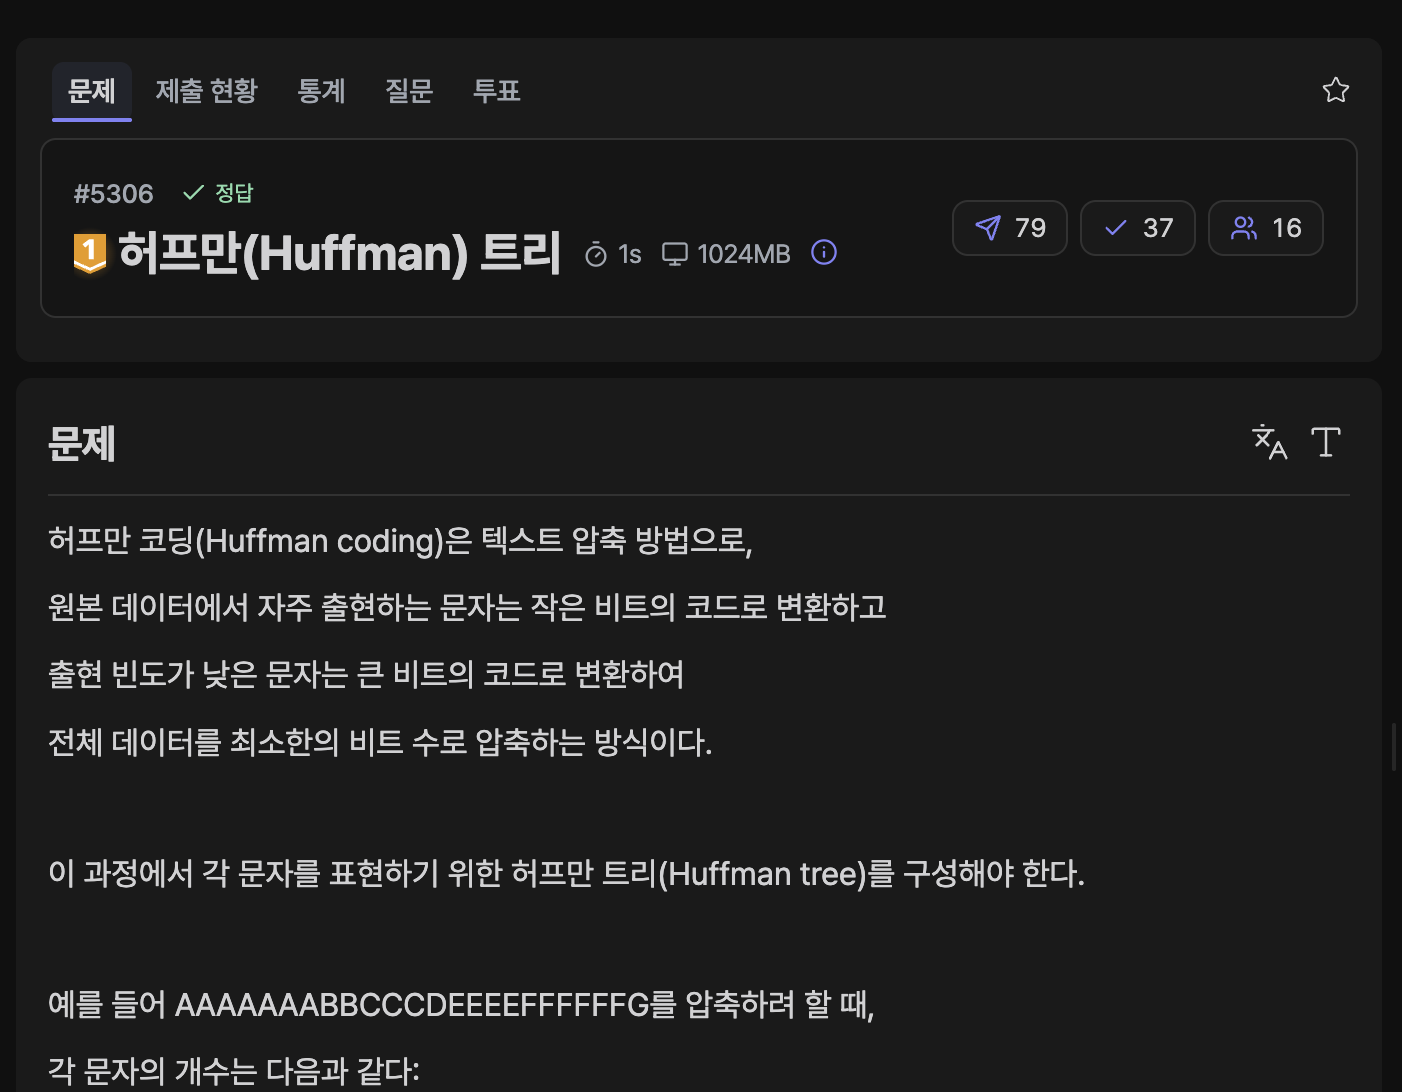 문제 제출 현황 통계 질문 투표
#5306 정답
1 허프만(Huffman) 트리 1s 1024MB 79 37 16
문제
허프만 코딩(Huffman coding)은 텍스트 압축 방법으로,
원본 데이터에서 자주 출현하는 문자는 작은 비트의 코드로 변환하고
출현 빈도가 낮은 문자는 큰 비트의 코드로 변환하여
전체 데이터를 최소한의 비트 수로 압축하는 방식이다.
이 과정에서 각 문자를 표현하기 위한 허프만 트리(Huffman tree)를 구성해야 한다.
예를 들어 AAAAAAABBCCCDEEEEFFFFFFG를 압축하려 할 때,
각 문자의 개수는 다음과 같다: